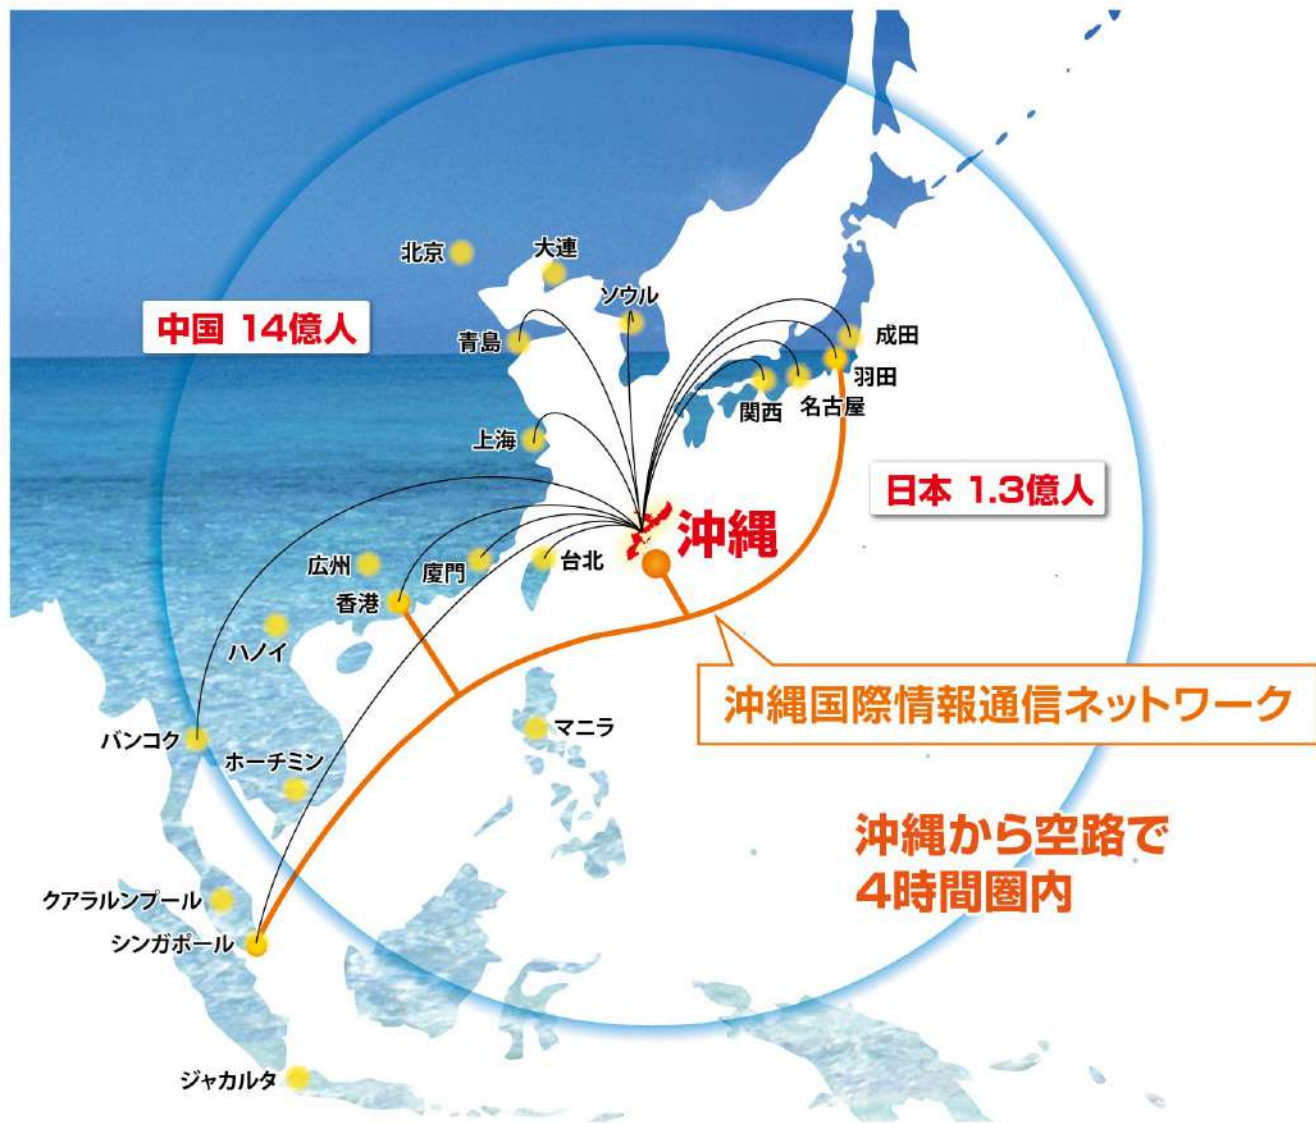 北京
大連
ソウル
中国 14億人
青島
成田
羽田
関西
名古屋
上海
日本 1.3億人
沖縄
広州
廈門
台北
香港
ハノイ
沖縄国際情報通信ネットワーク
バンコク
マニラ
ホーチミン
沖縄から空路で
4時間圏内
クアラルンプール
シンガポール
ジャカルタ